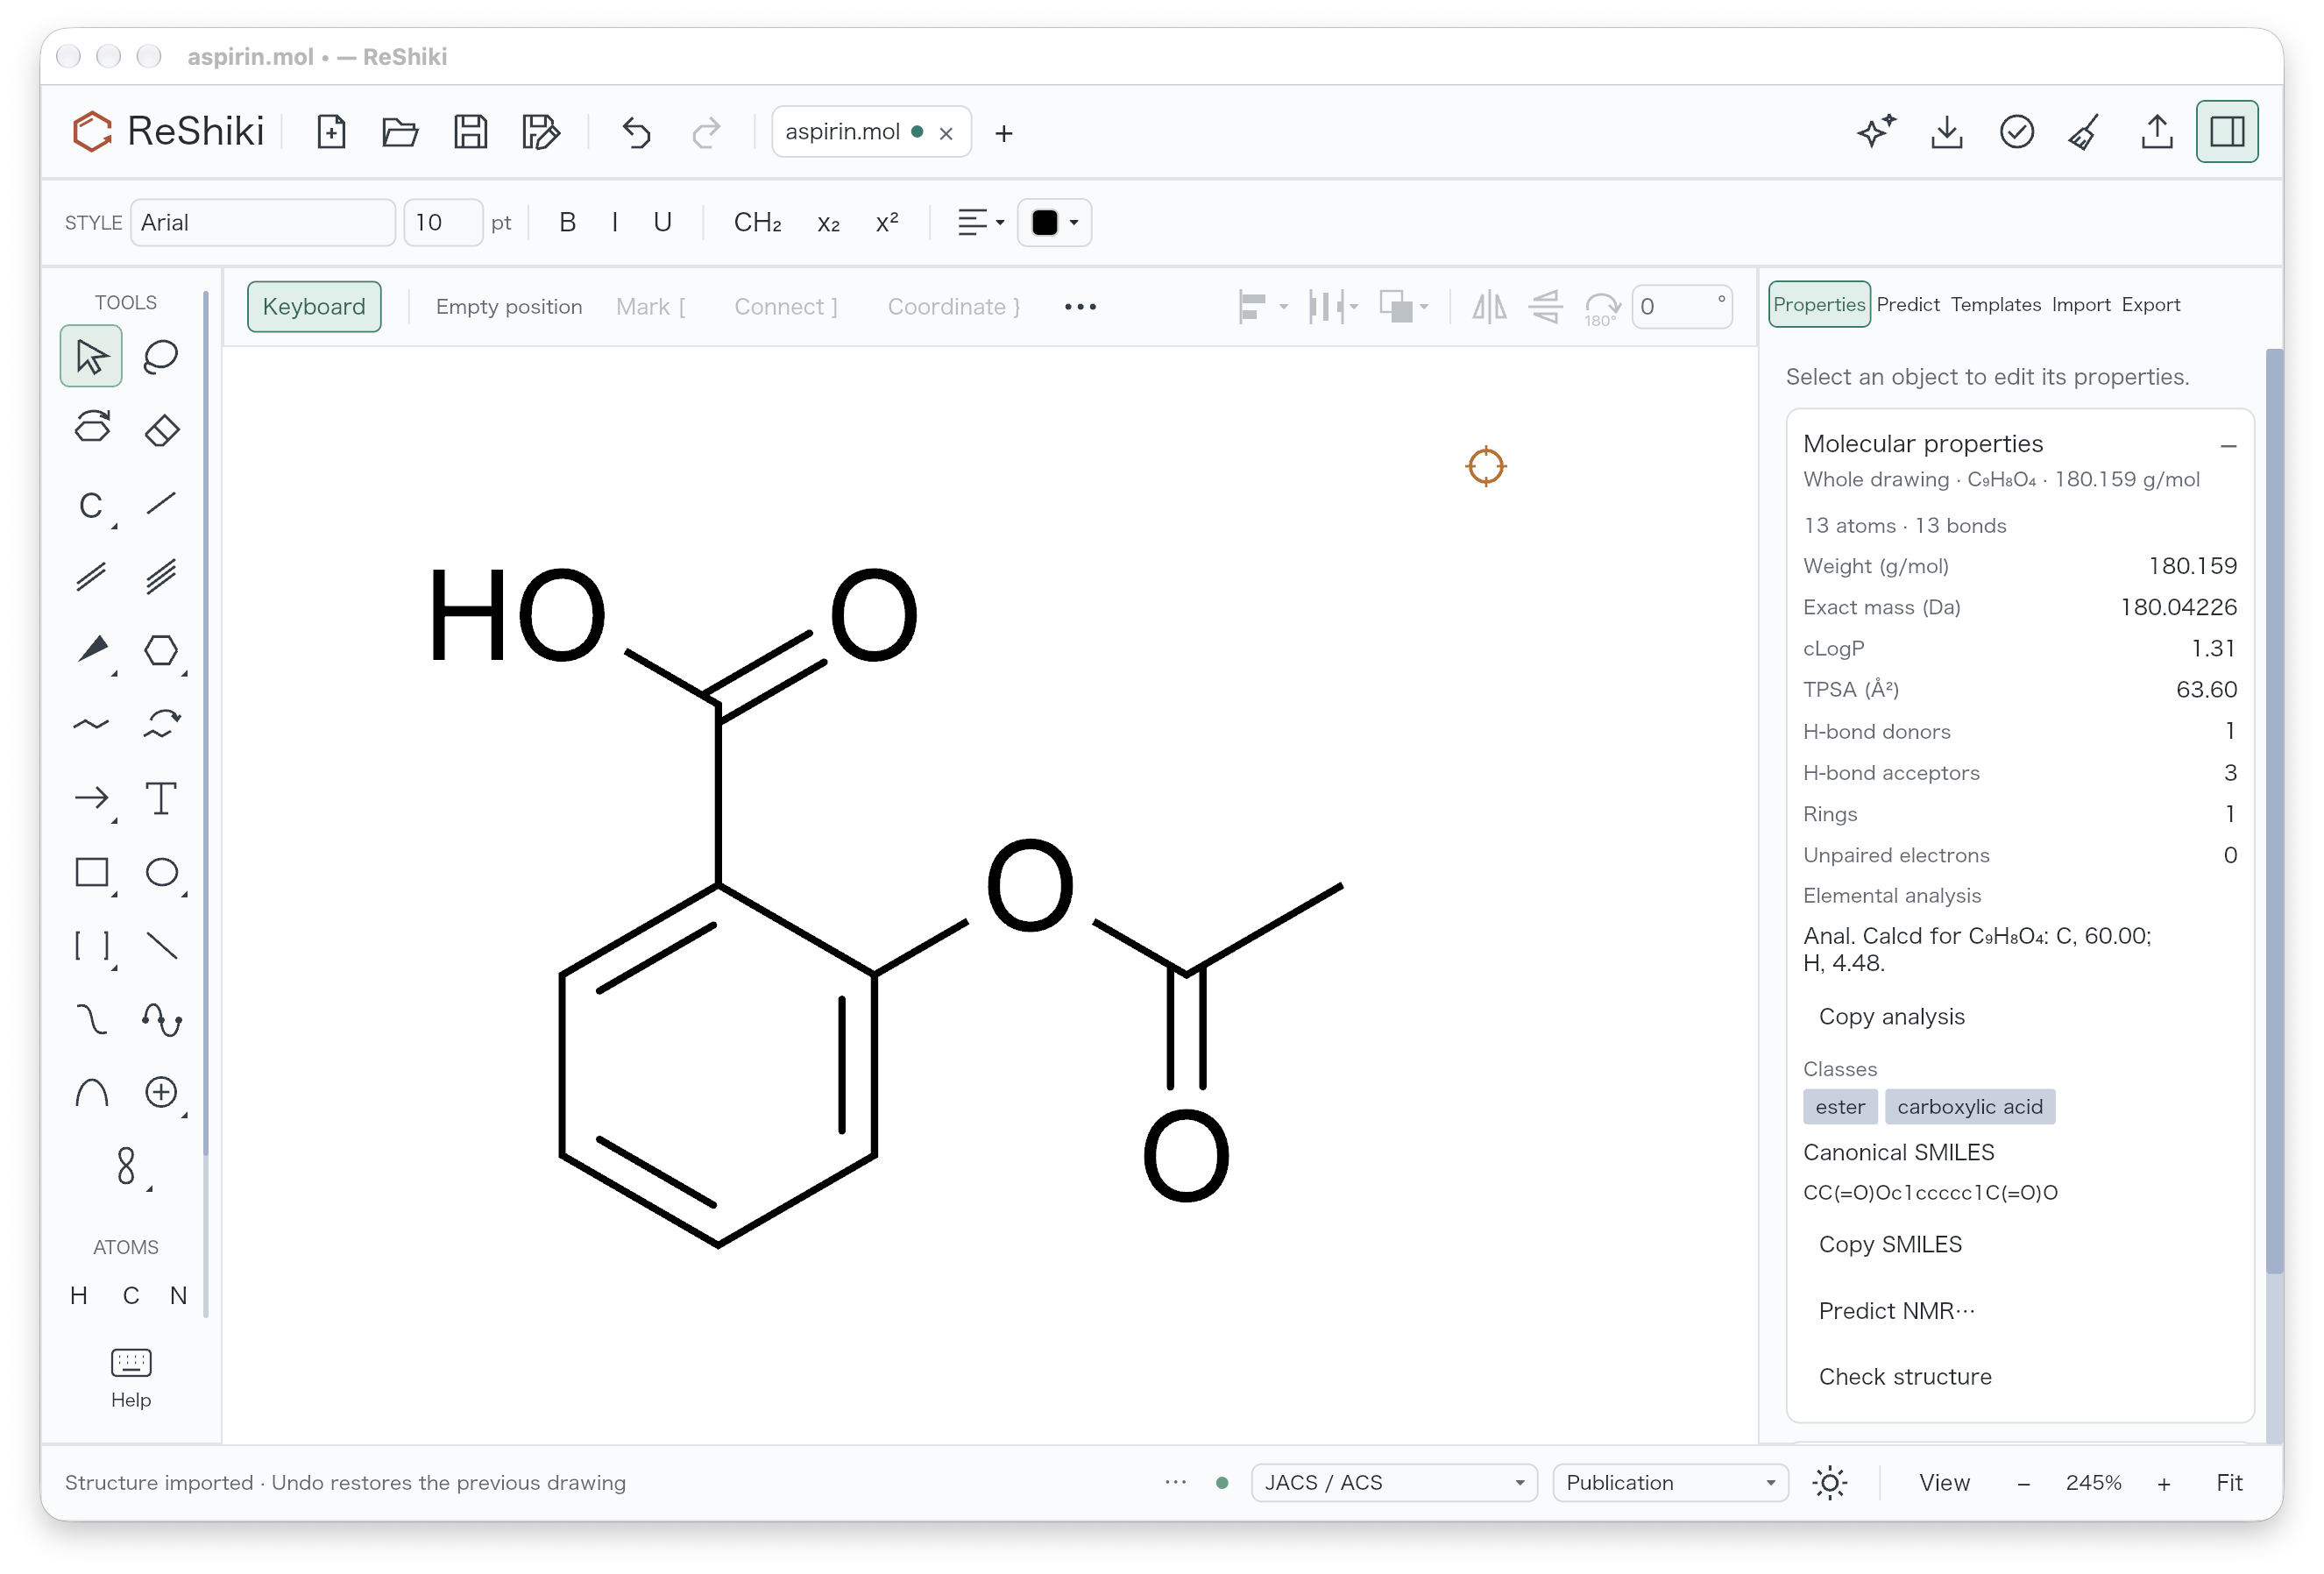 aspirin.mol • — ReShiki
ReShiki
aspirin.mol
STYLE Arial 10 pt B I U CH₂ x₂ x²
TOOLS
Keyboard Empty position Mark [ Connect ] Coordinate } ••• 180° 0 °
Properties Predict Templates Import Export
Select an object to edit its properties.
Molecular properties
Whole drawing · C₉H₈O₄ · 180.159 g/mol
13 atoms · 13 bonds
Weight (g/mol) 180.159
Exact mass (Da) 180.04226
cLogP 1.31
TPSA (Å²) 63.60
H-bond donors 1
H-bond acceptors 3
Rings 1
Unpaired electrons 0
Elemental analysis
Anal. Calcd for C₉H₈O₄: C, 60.00;
H, 4.48.
Copy analysis
Classes
ester carboxylic acid
Canonical SMILES
CC(=O)Oc1ccccc1C(=O)O
Copy SMILES
Predict NMR⋯
Check structure
C
T
[ ]
ATOMS
H C N
Help
HO O
O
O
Structure imported · Undo restores the previous drawing
⋯ JACS / ACS Publication View − 245% + Fit